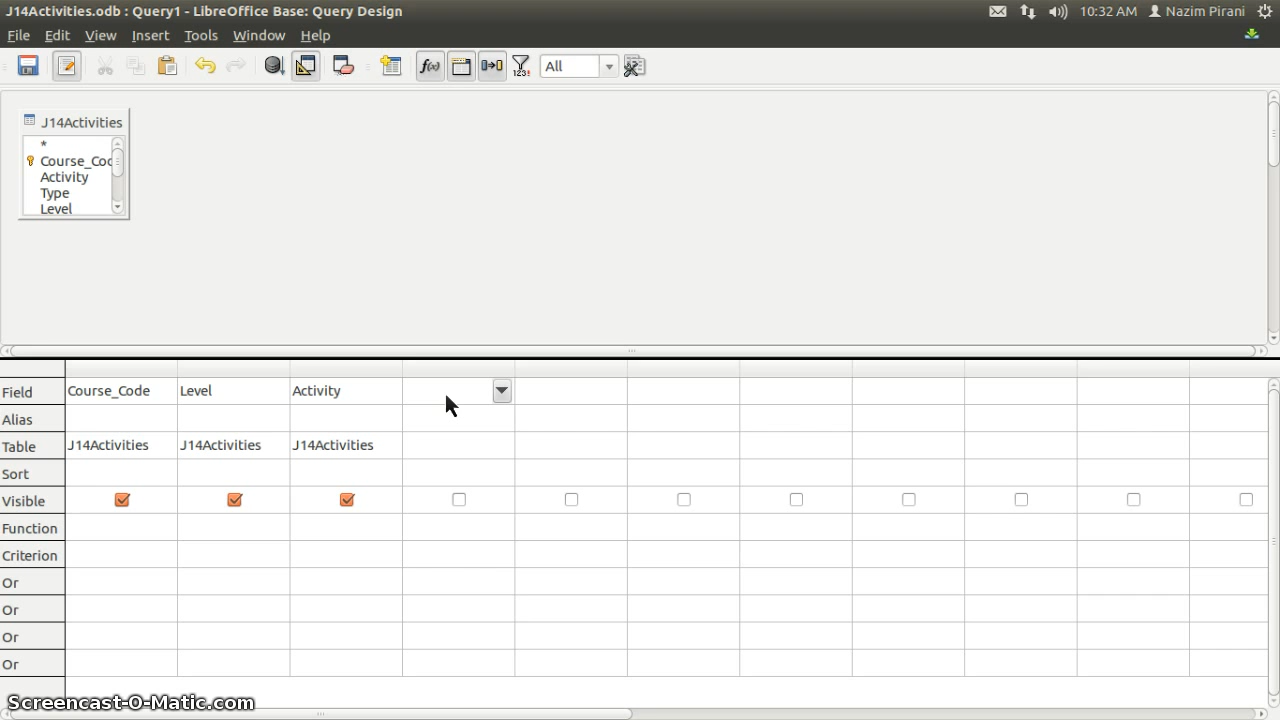 J14Activities.odb : Query1 - LibreOffice Base: Query Design
10:32 AM
Nazim Pirani
File Edit View Insert Tools Window Help
f(x)
123!
All
J14Activities
*
Course_Coc
Activity
Type
Level
Field Course_Code Level Activity
Alias
Table J14Activities J14Activities J14Activities
Sort
Visible
Function
Criterion
Or
Or
Or
Or
Screencast-O-Matic.com